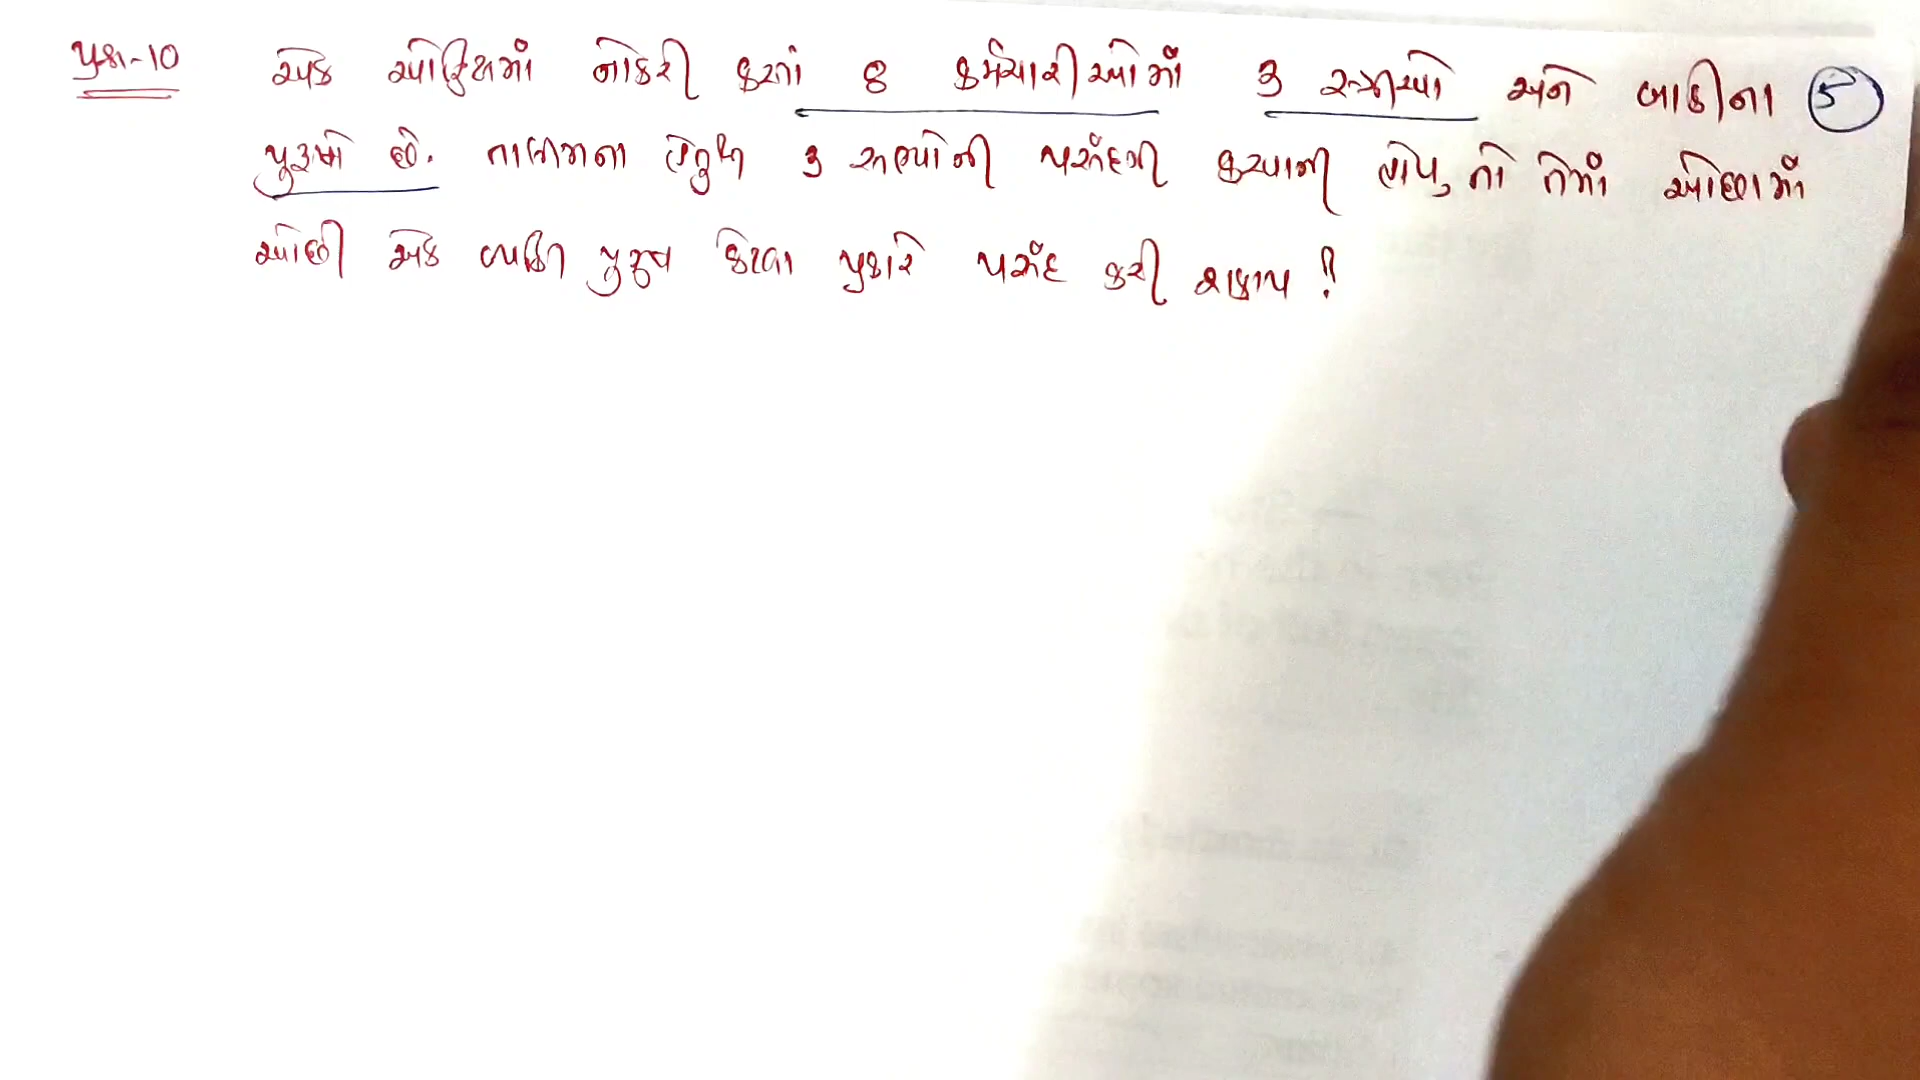 પ્રશ્ન-10 એક ઓફિસમાં નોકરી કરતાં 8 કર્મચારીઓમાં 3 સ્ત્રીઓ અને બાકીના 5
પુરૂષો છે. તાલીમના હેતુથી 3 સભ્યોની પસંદગી કરવાની હોય, તો તેમાં ઓછામાં
ઓછી એક વ્યક્તિ પુરુષ કેટલા પ્રકારે પસંદ કરી શકાય ?